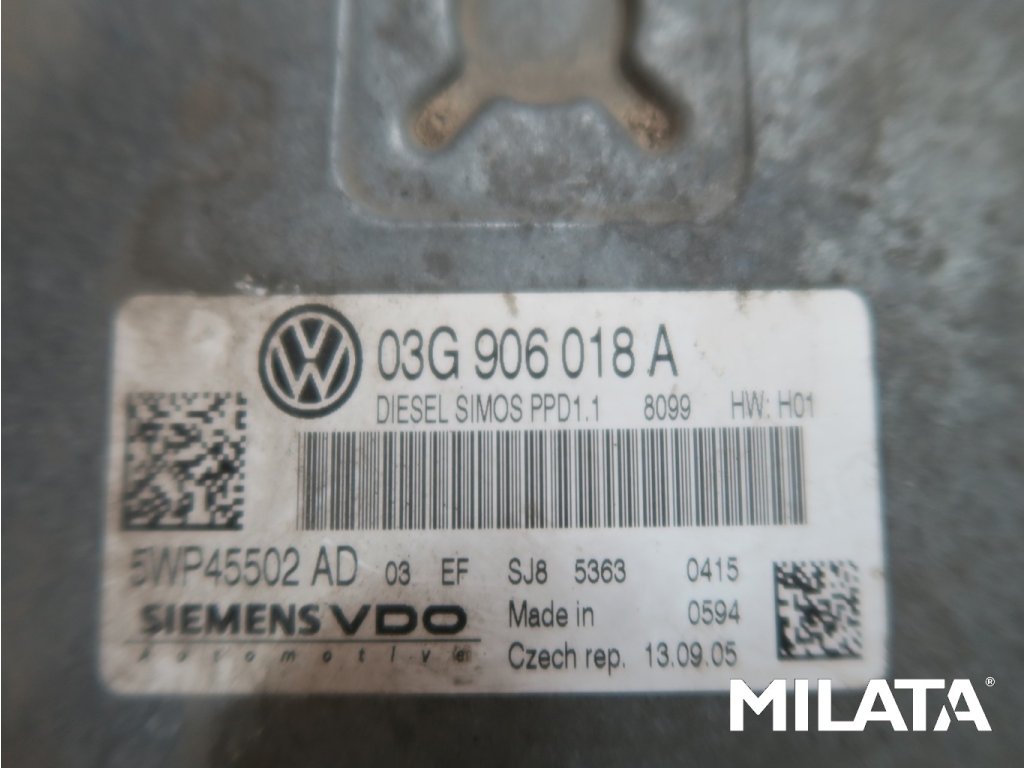 03G 906 018 A
DIESEL SIMOS PPD1.1 8099 HW: H01
5WP45502 AD 03 EF SJ8 5363 0415
SIEMENS VDO Made in 0594
Automotive Czech rep. 13.09.05
MILATA®